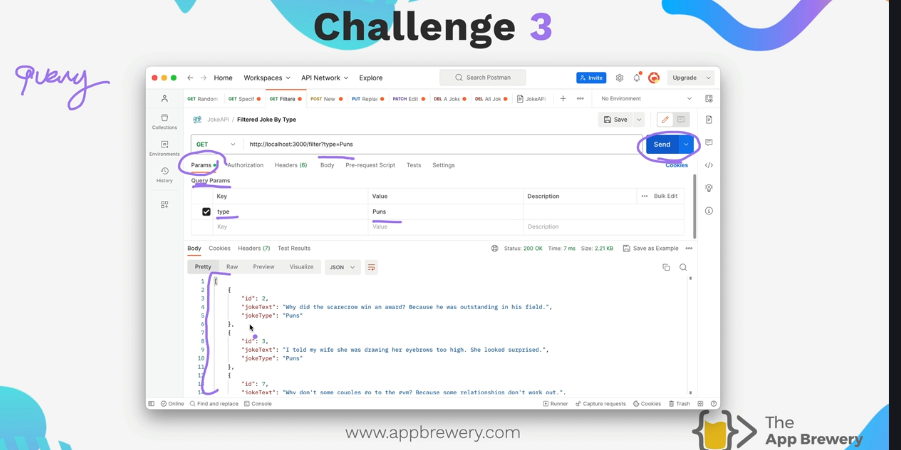 Challenge 3
query
Home Workspaces API Network Explore Search Postman Invite Upgrade
GET Random GET Specif GET Filtere POST New PUT Replac PATCH Edit DEL A Joke DEL All Jok JokeAPI No Environment
JokeAPI / Filtered Joke By Type Save
GET http://localhost:3000/filter?type=Puns Send
Params Authorization Headers (6) Body Pre-request Script Tests Settings Cookies
Query Params
Key Value Description Bulk Edit
type Puns
Key Value Description
Collections
Environments
History
Body Cookies Headers (7) Test Results Status: 200 OK Time: 7 ms Size: 2.21 KB Save as Example
Pretty Raw Preview Visualize JSON
1 [
2 {
3 "id": 2,
4 "jokeText": "Why did the scarecrow win an award? Because he was outstanding in his field.",
5 "jokeType": "Puns"
6 },
7 {
8 "id": 3,
9 "jokeText": "I told my wife she was drawing her eyebrows too high. She looked surprised.",
10 "jokeType": "Puns"
11 },
12 {
13 "id": 7,
"jokeText": "Why don't some couples go to the gym? Because some relationships don't work out.",
Online Find and replace Console Runner Capture requests Cookies Trash
www.appbrewery.com
The
App Brewery